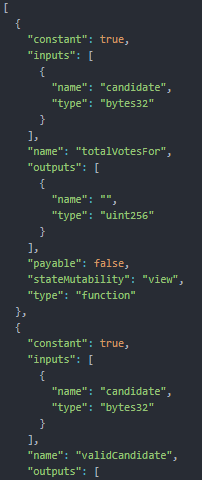 [
  {
    "constant": true,
    "inputs": [
      {
        "name": "candidate",
        "type": "bytes32"
      }
    ],
    "name": "totalVotesFor",
    "outputs": [
      {
        "name": "",
        "type": "uint256"
      }
    ],
    "payable": false,
    "stateMutability": "view",
    "type": "function"
  },
  {
    "constant": true,
    "inputs": [
      {
        "name": "candidate",
        "type": "bytes32"
      }
    ],
    "name": "validCandidate",
    "outputs": [